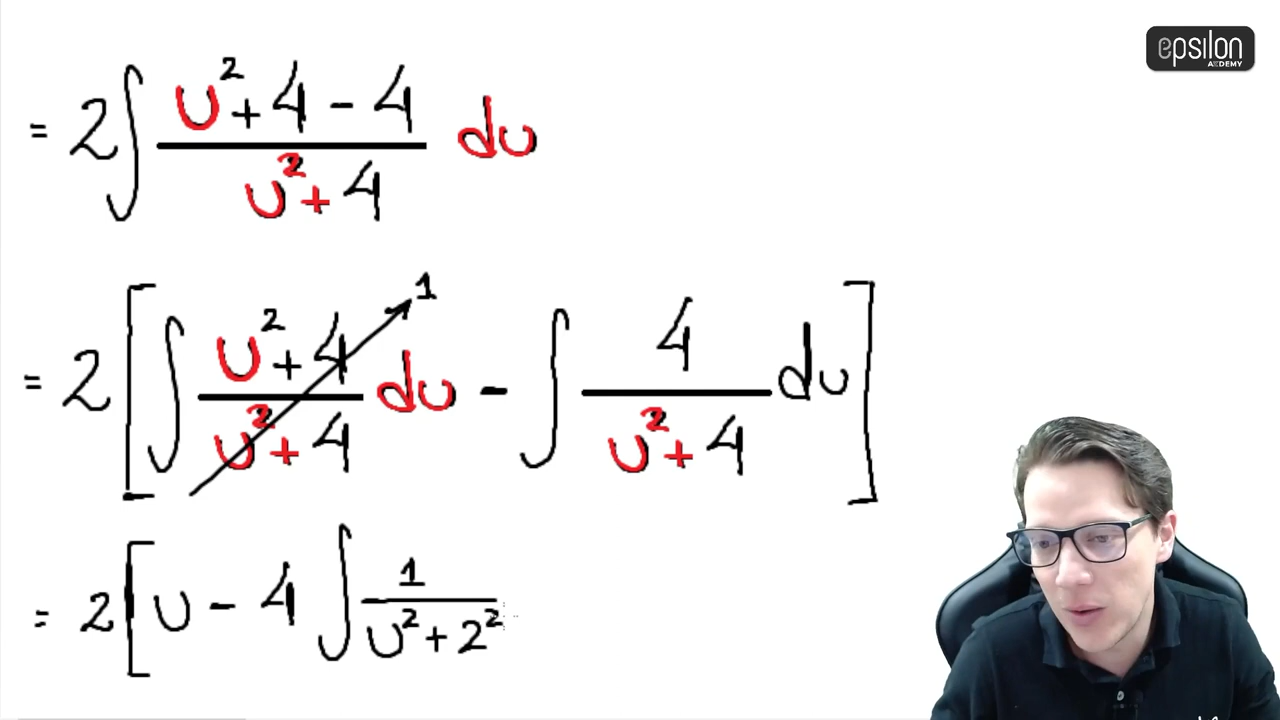 epsilon
ACADEMY
= 2∫ (u² + 4 - 4)/(u² + 4) du
= 2[∫ (u² + 4)/(u² + 4) du - ∫ 4/(u² + 4) du]
1
= 2[u - 4 ∫ 1/(u² + 2²)